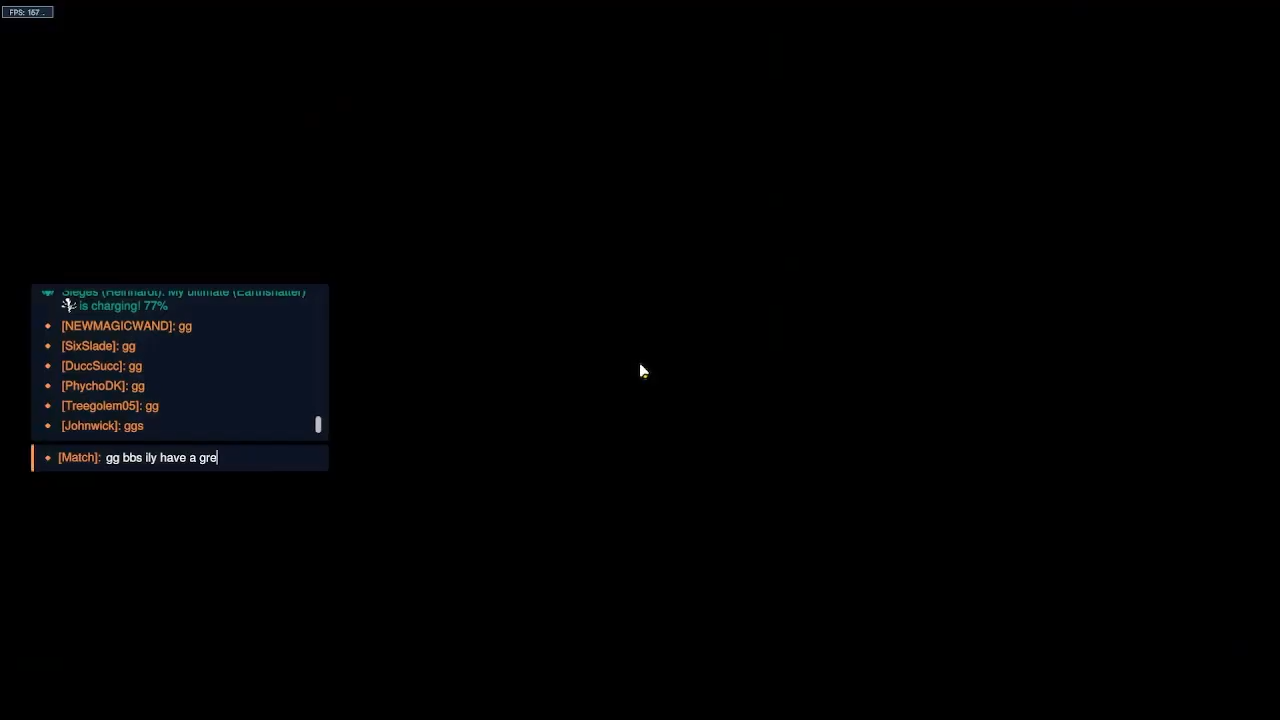 FPS: 167
Sieges (Reinhardt): My ultimate (Earthshatter)
is charging! 77%
[NEWMAGICWAND]: gg
[SixSlade]: gg
[DuccSucc]: gg
[PhychoDK]: gg
[Treegolem05]: gg
[Johnwick]: ggs
[Match]: gg bbs ily have a gre